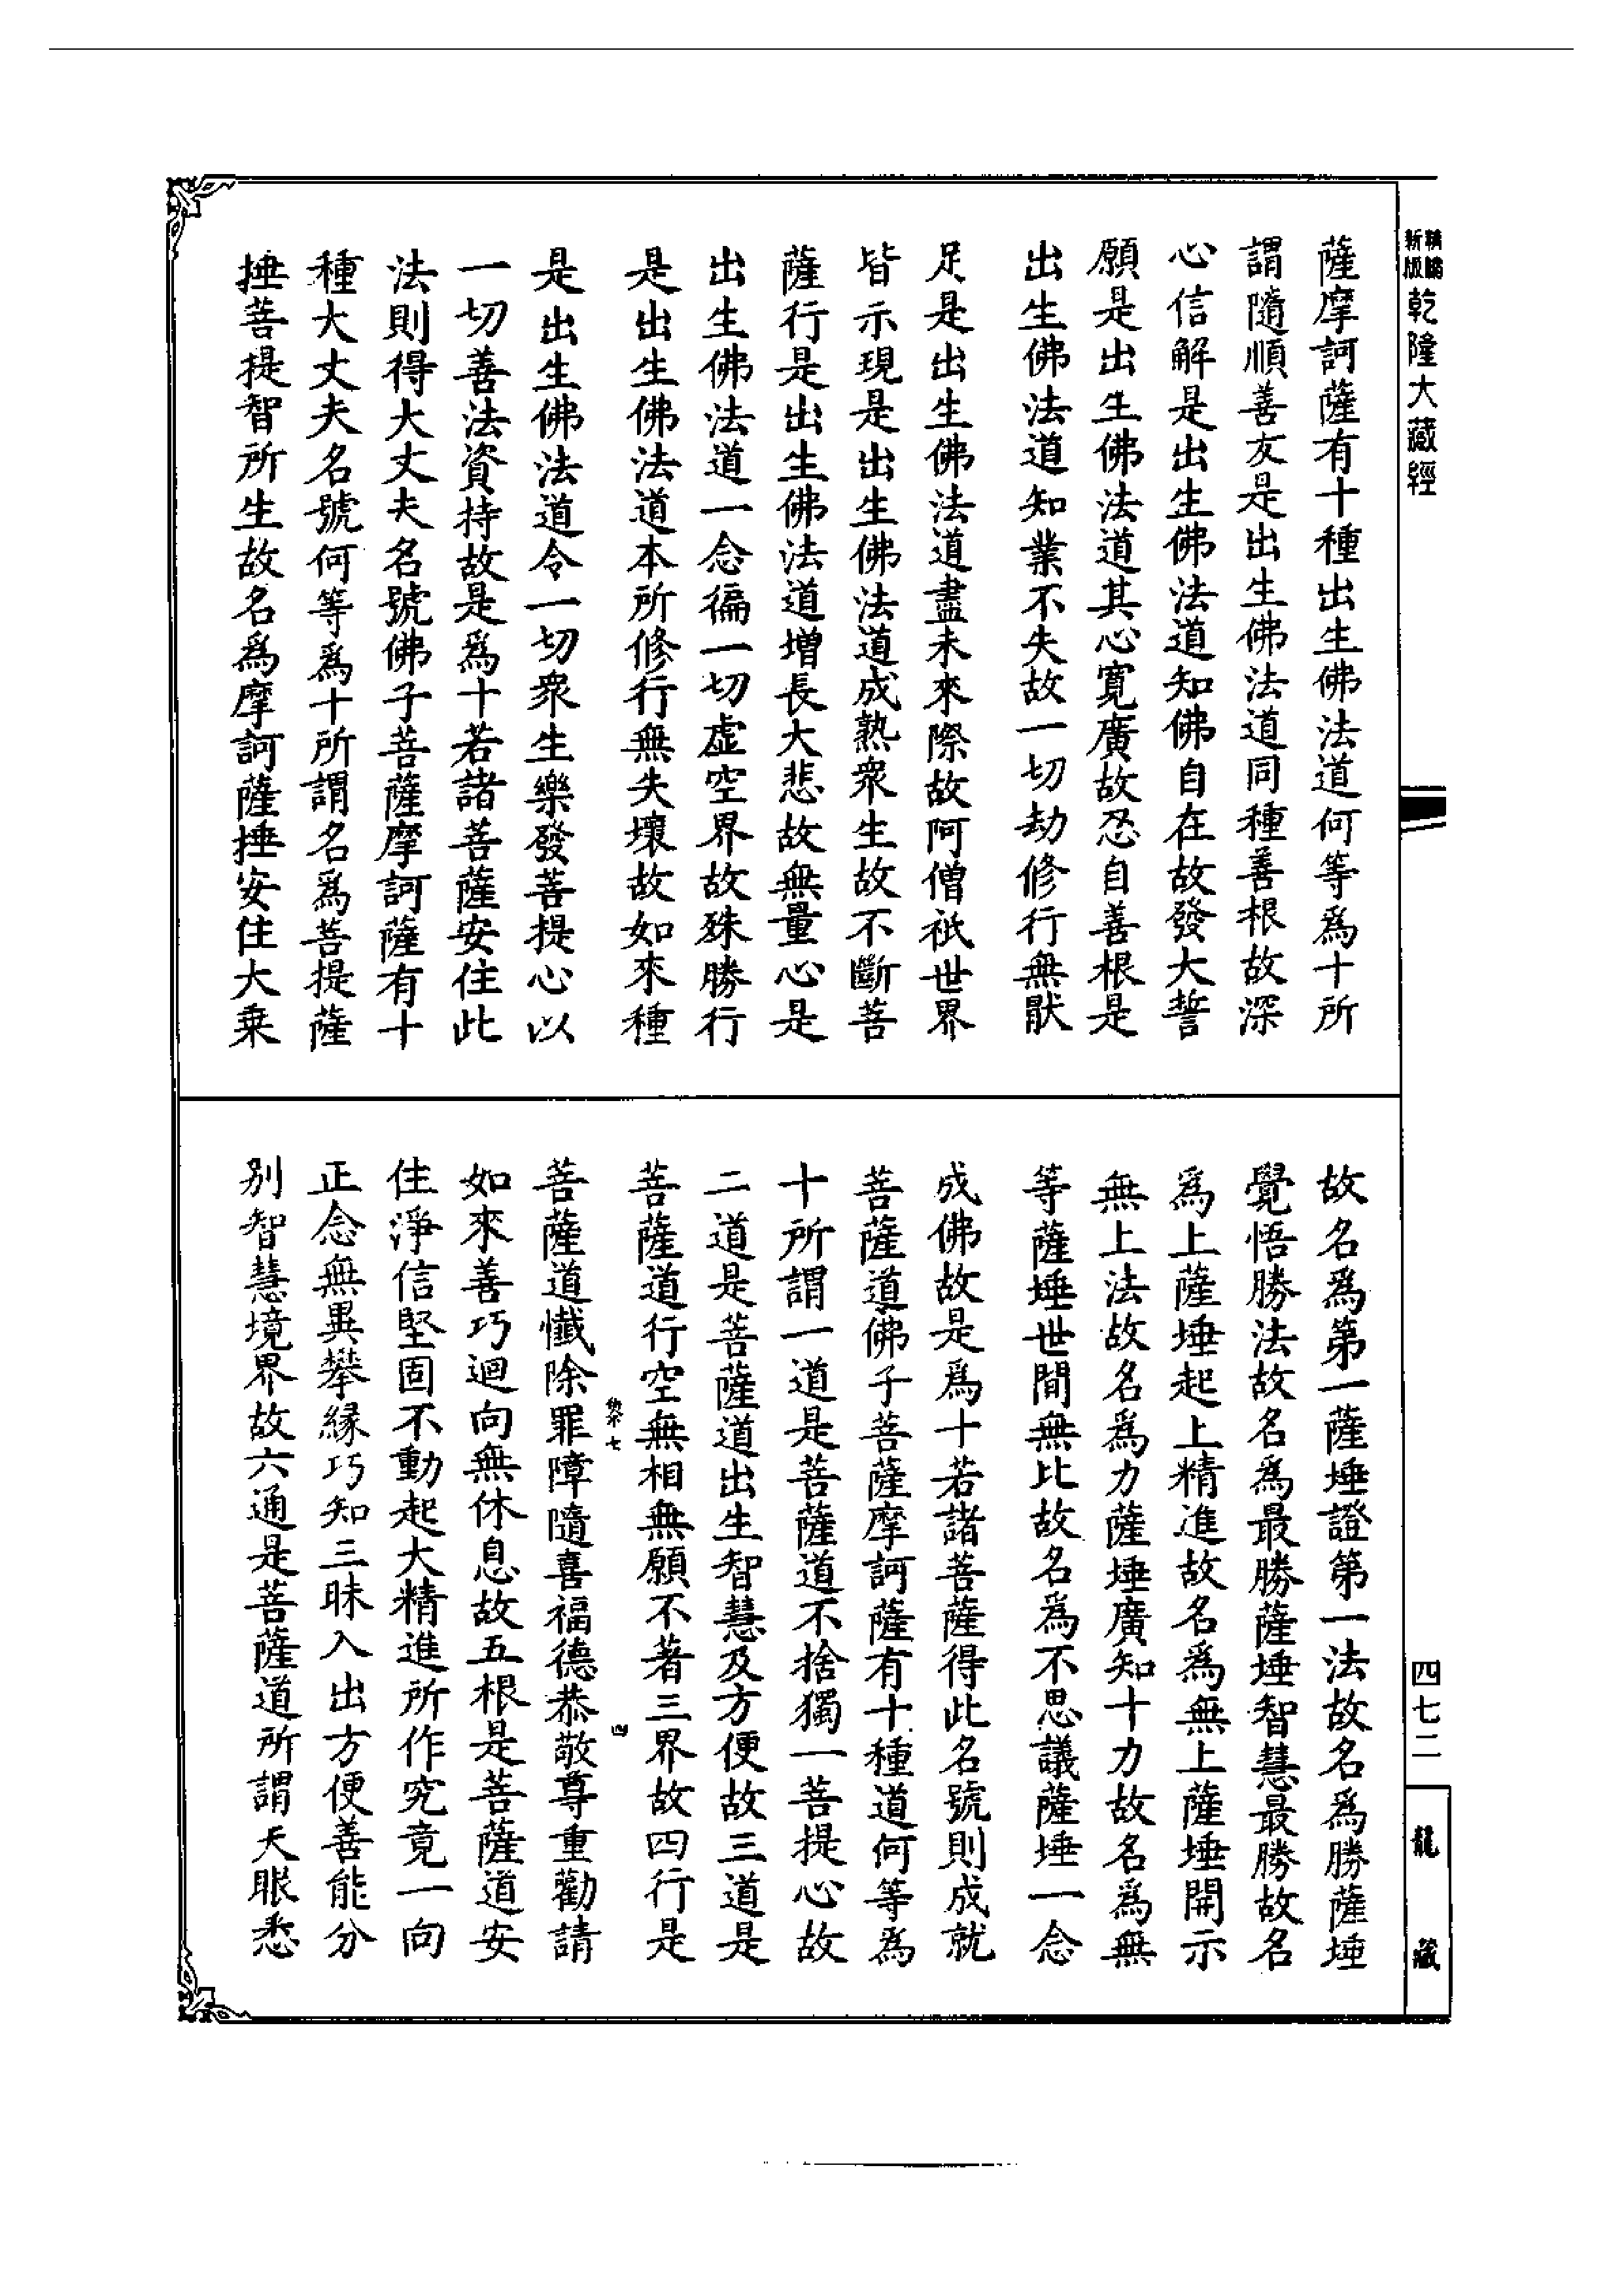 新版
乾隆大藏經
薩摩訶薩有十種出生佛法道何等爲十所
謂隨順善友是出生佛法道同種善根故深
心信解是出生佛法道知佛自在故發大誓
願是出生佛法道其心寬廣故忍自善根是
出生佛法道知業不失故一切劫修行無猒
足是出生佛法道盡未來際故阿僧祇世界
皆示現是出生佛法道成熟衆生故不斷菩
薩行是出生佛法道增長大悲故無量心是
出生佛法道一念徧一切虛空界故殊勝行
是出生佛法道本所修行無失壞故如來種
是出生佛法道令一切衆生樂發菩提心以
一切善法資持故是爲十若諸菩薩安住此
法則得大丈夫名號佛子菩薩摩訶薩有十
種大丈夫名號何等爲十所謂名爲菩提薩
埵菩提智所生故名爲摩訶薩埵安住大乗
故名爲第一薩埵證第一法故名爲勝薩埵
覺悟勝法故名爲最勝薩埵智慧最勝故名
爲上薩埵起上精進故名爲無上薩埵開示
無上法故名爲力薩埵廣知十力故名爲無
等薩埵世間無比故名爲不思議薩埵一念
成佛故是爲十若諸菩薩得此名號則成就
菩薩道佛子菩薩摩訶薩有十種道何等爲
十所謂一道是菩薩道不捨獨一菩提心故
二道是菩薩道出生智慧及方便故三道是
菩薩道行空無相無願不著三界故四行是
菩薩道懺除罪障隨喜福德恭敬尊重勸請
如來善巧迴向無休息故五根是菩薩道安
住淨信堅固不動起大精進所作究竟一向
正念無異攀緣巧知三昧入出方便善能分
別智慧境界故六通是菩薩道所謂天眼悉
七
四
四七二
龍藏